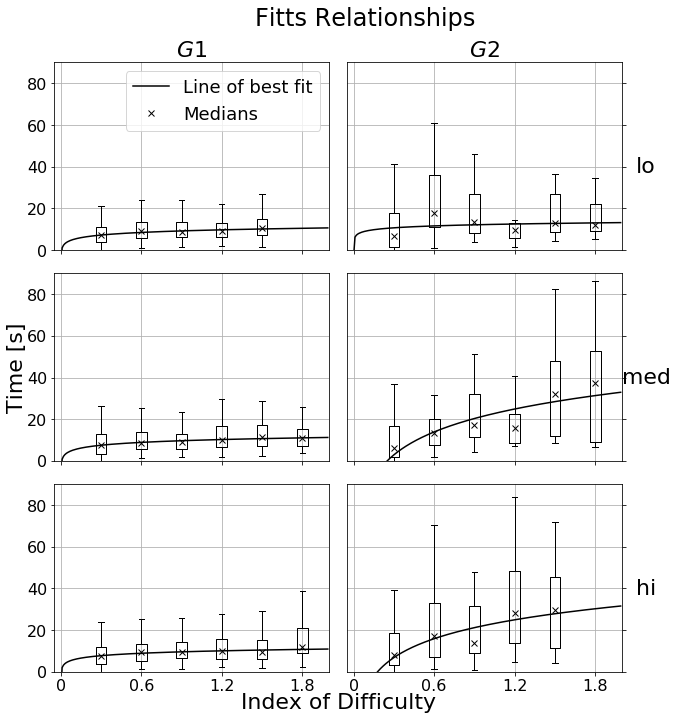 Fitts Relationships
G1 G2
80
60
40
20
0
Line of best fit
Medians
lo
80
60
40
20
0
med
Time [s]
80
60
40
20
0
hi
0 0.6 1.2 1.8 0 0.6 1.2 1.8
Index of Difficulty